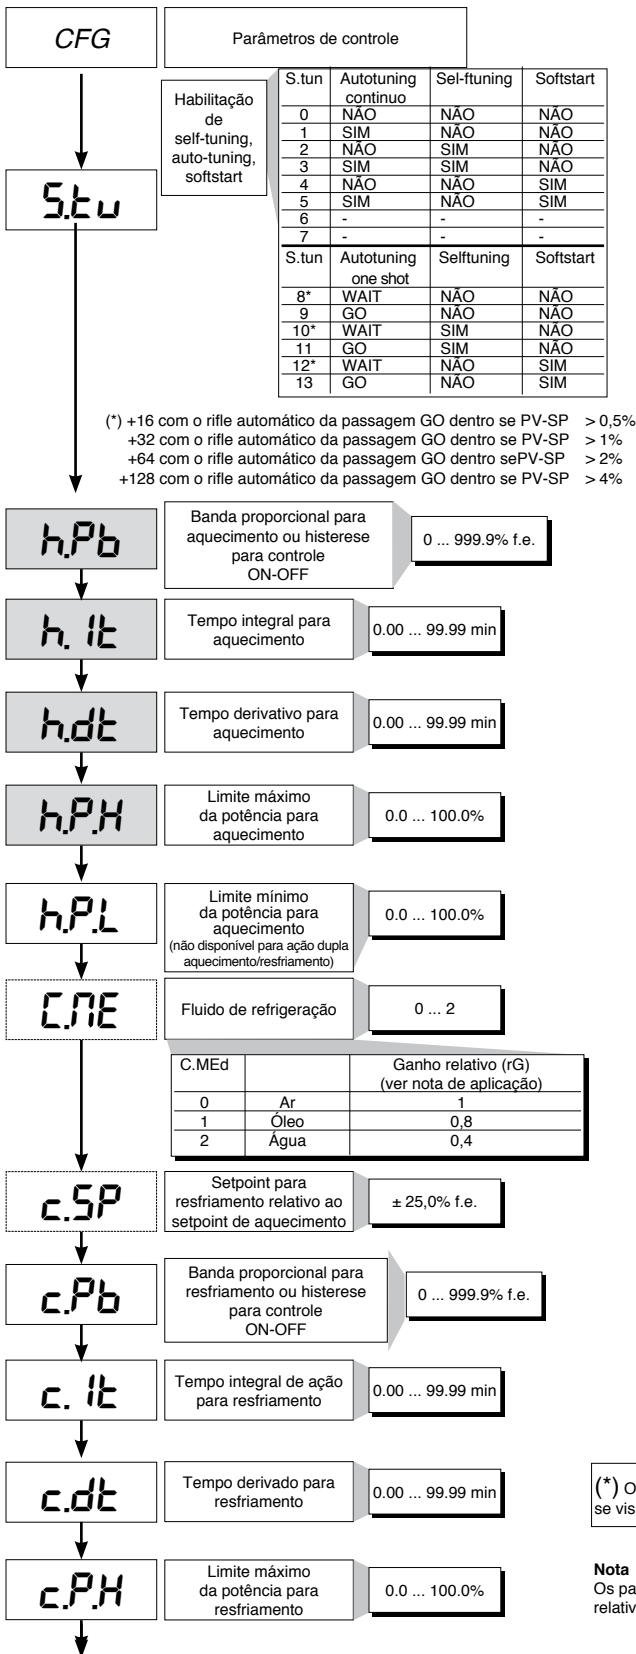 CFG
Parâmetros de controle
Habilitação
de
self-tuning,
auto-tuning,
softstart
S.tun Autotuning Sel-ftuning Softstart
continuo
0 NÃO NÃO NÃO
1 SIM NÃO NÃO
2 NÃO SIM NÃO
3 SIM SIM NÃO
4 NÃO NÃO SIM
5 SIM NÃO SIM
6 - - -
7 - - -
S.tun Autotuning Selftuning Softstart
one shot
8* WAIT NÃO NÃO
9 GO NÃO NÃO
10* WAIT SIM NÃO
11 GO SIM NÃO
12* WAIT NÃO SIM
13 GO NÃO SIM
S.tu
(*) +16 com o rifle automático da passagem GO dentro se PV-SP > 0,5%
+32 com o rifle automático da passagem GO dentro se PV-SP > 1%
+64 com o rifle automático da passagem GO dentro sePV-SP > 2%
+128 com o rifle automático da passagem GO dentro se PV-SP > 4%
h.Pb
Banda proporcional para
aquecimento ou histerese
para controle
ON-OFF
0 ... 999.9% f.e.
h. It
Tempo integral para
aquecimento
0.00 ... 99.99 min
h.dt
Tempo derivativo para
aquecimento
0.00 ... 99.99 min
h.P.H
Limite máximo
da potência para
aquecimento
0.0 ... 100.0%
h.P.L
Limite mínimo
da potência para
aquecimento
(não disponível para ação dupla
aquecimento/resfriamento)
0.0 ... 100.0%
C.ME
Fluido de refrigeração
0 ... 2
C.MEd Ganho relativo (rG)
(ver nota de aplicação)
0 Ar 1
1 Óleo 0,8
2 Água 0,4
c.SP
Setpoint para
resfriamento relativo ao
setpoint de aquecimento
± 25,0% f.e.
c.Pb
Banda proporcional para
resfriamento ou histerese
para controle
ON-OFF
0 ... 999.9% f.e.
c. It
Tempo integral de ação
para resfriamento
0.00 ... 99.99 min
c.dt
Tempo derivado para
resfriamento
0.00 ... 99.99 min
(*) O
se vis
c.P.H
Limite máximo
da potência para
resfriamento
0.0 ... 100.0%
Nota
Os pa
relativ